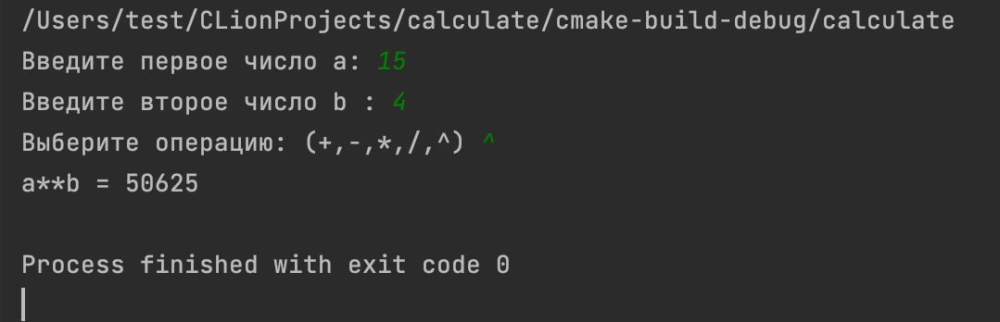 /Users/test/CLionProjects/calculate/cmake-build-debug/calculate
Введите первое число a: 15
Введите второе число b : 4
Выберите операцию: (+,-,*,/,^) ^
a**b = 50625
Process finished with exit code 0